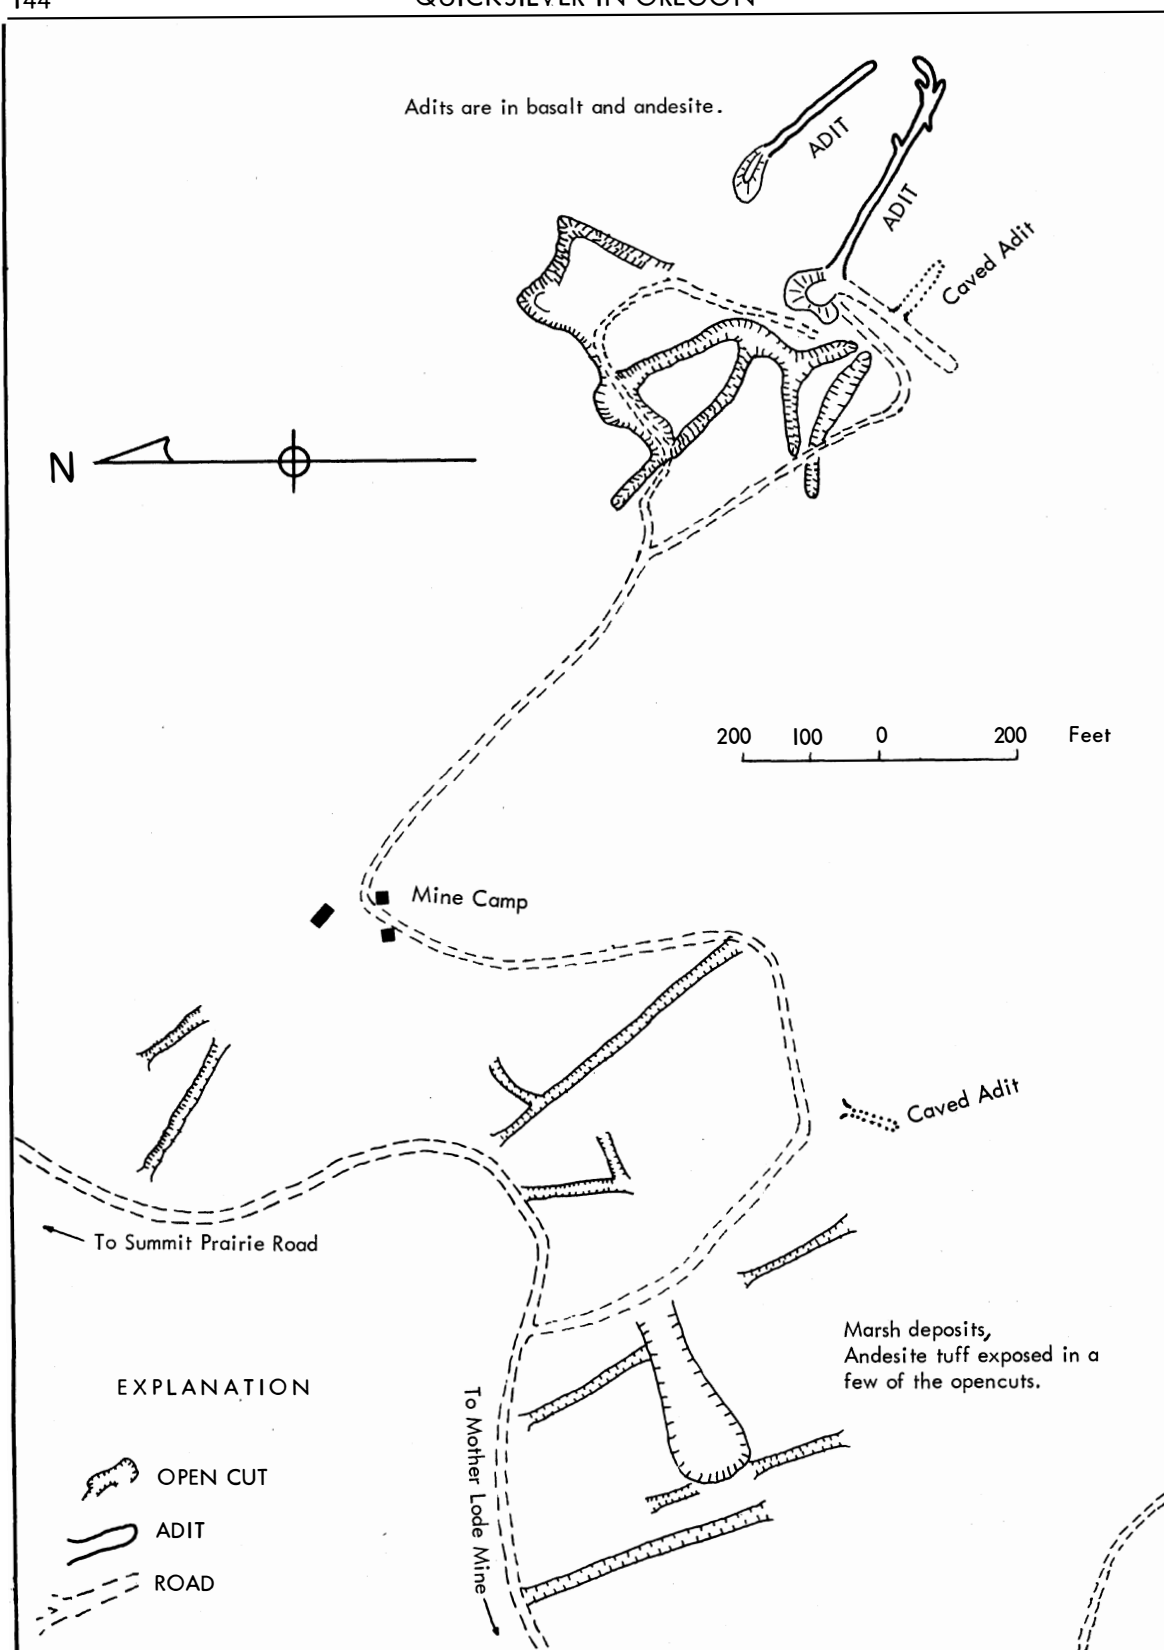 144
QUICKSILVER IN OREGON
Adits are in basalt and andesite.
ADIT
ADIT
Caved Adit
N
200 100 0 200 Feet
Mine Camp
Caved Adit
To Summit Prairie Road
Marsh deposits,
Andesite tuff exposed in a
few of the opencuts.
EXPLANATION
To Mother Lode Mine
OPEN CUT
ADIT
ROAD